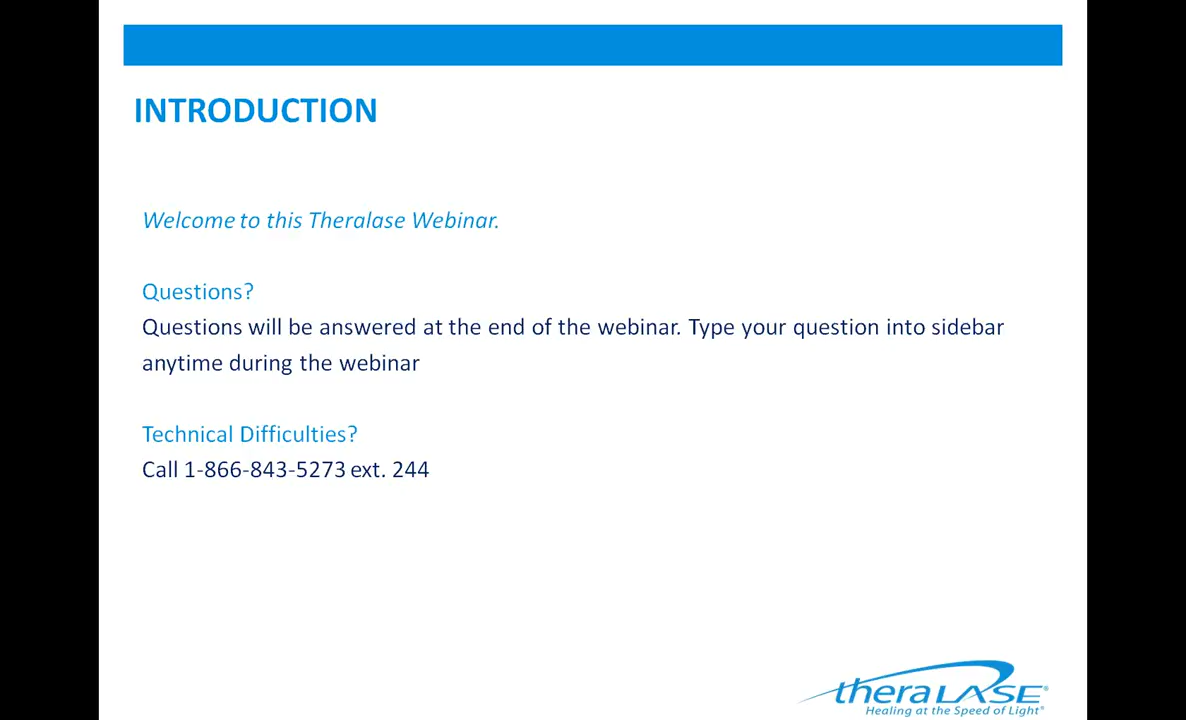 INTRODUCTION
Welcome to this Theralase Webinar.
Questions?
Questions will be answered at the end of the webinar. Type your question into sidebar
anytime during the webinar
Technical Difficulties?
Call 1-866-843-5273 ext. 244
theraLASE®
Healing at the Speed of Light®